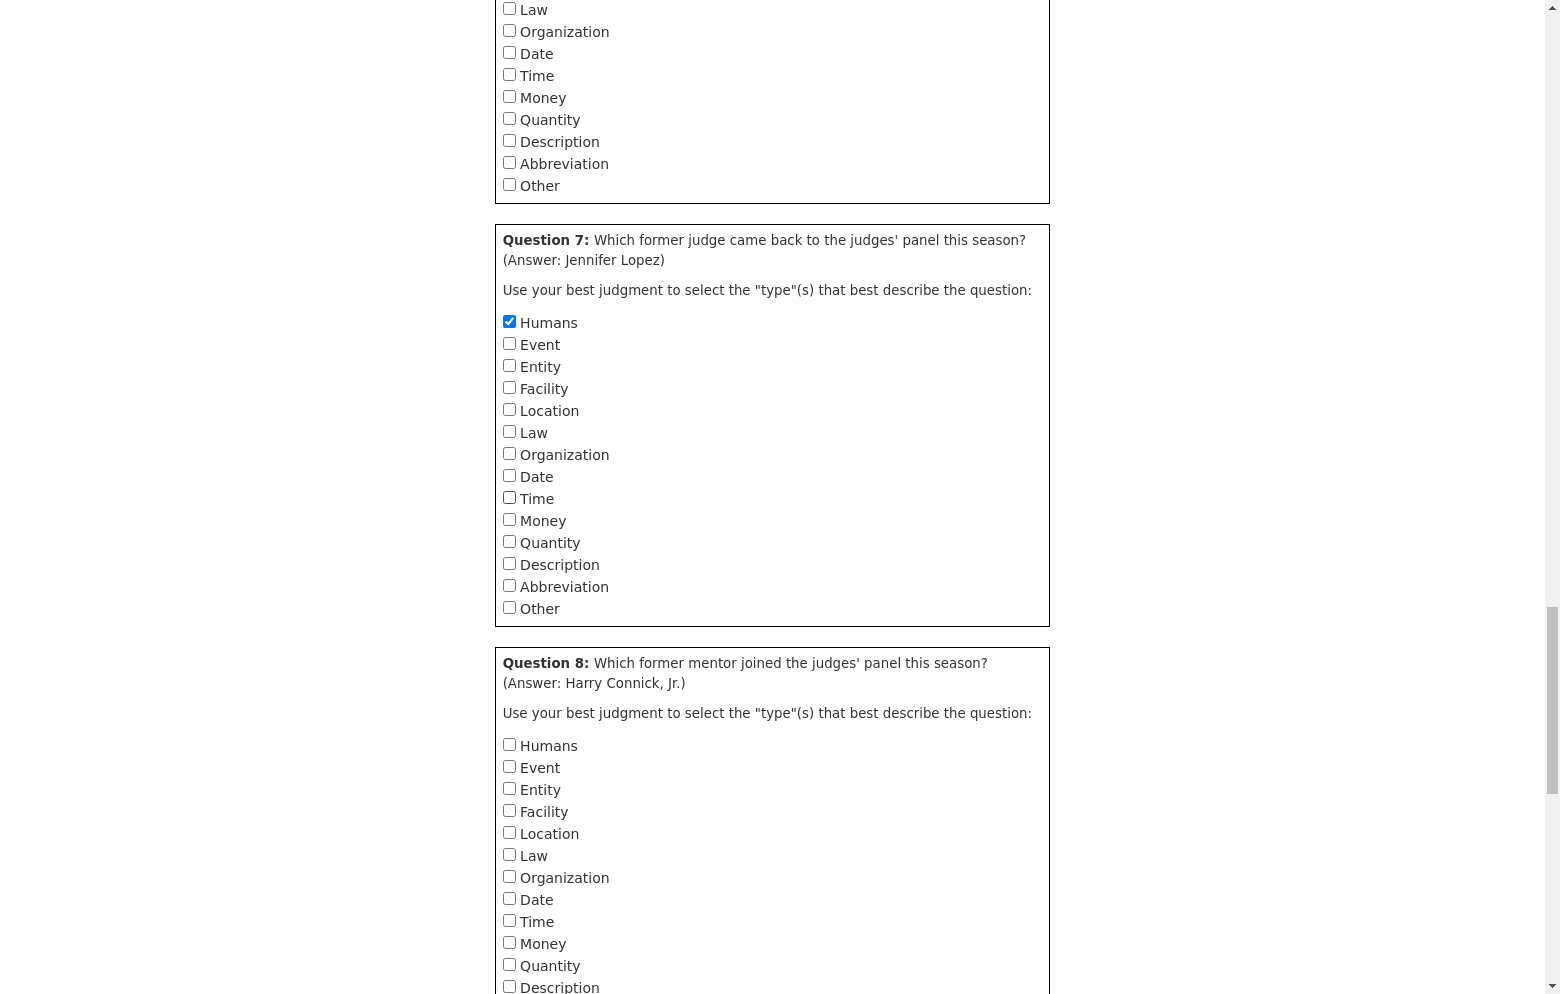 Law
Organization
Date
Time
Money
Quantity
Description
Abbreviation
Other
Question 7: Which former judge came back to the judges' panel this season?
(Answer: Jennifer Lopez)
Use your best judgment to select the "type"(s) that best describe the question:
Humans
Event
Entity
Facility
Location
Law
Organization
Date
Time
Money
Quantity
Description
Abbreviation
Other
Question 8: Which former mentor joined the judges' panel this season?
(Answer: Harry Connick, Jr.)
Use your best judgment to select the "type"(s) that best describe the question:
Humans
Event
Entity
Facility
Location
Law
Organization
Date
Time
Money
Quantity
Description